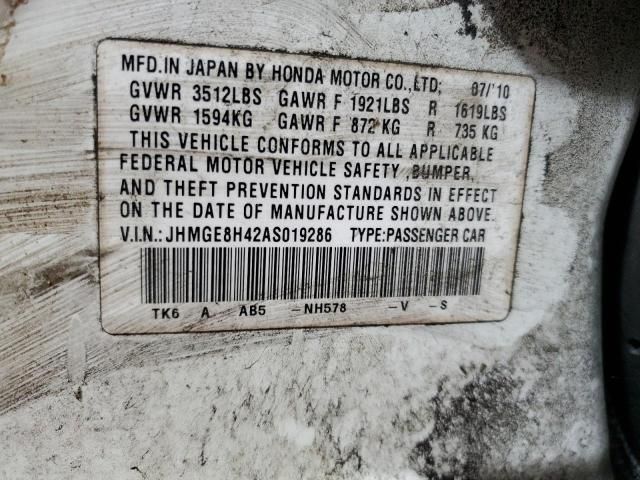 MFD.IN JAPAN BY HONDA MOTOR CO.,LTD; 07/'10
GVWR 3512LBS GAWR F 1921LBS R 1619LBS
GVWR 1594KG GAWR F 872 KG R 735 KG
THIS VEHICLE CONFORMS TO ALL APPLICABLE
FEDERAL MOTOR VEHICLE SAFETY ,BUMPER,
AND THEFT PREVENTION STANDARDS IN EFFECT
ON THE DATE OF MANUFACTURE SHOWN ABOVE.
V.I.N.:JHMGE8H42AS019286 TYPE:PASSENGER CAR
TK6 A AB5 -NH578 -V -S